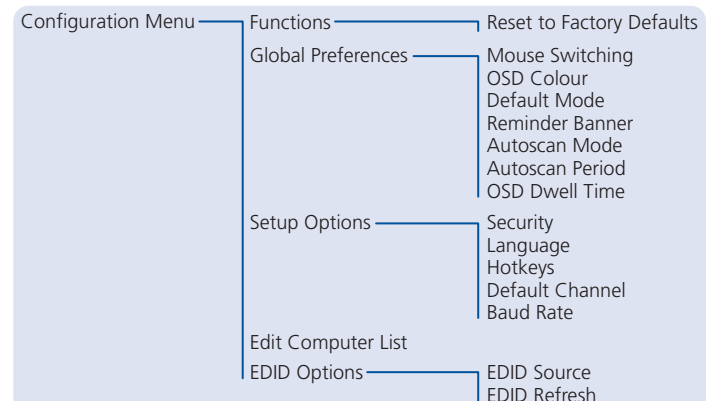 Configuration Menu Functions Reset to Factory Defaults
Global Preferences Mouse Switching
OSD Colour
Default Mode
Reminder Banner
Autoscan Mode
Autoscan Period
OSD Dwell Time
Setup Options Security
Language
Hotkeys
Default Channel
Baud Rate
Edit Computer List
EDID Options EDID Source
EDID Refresh